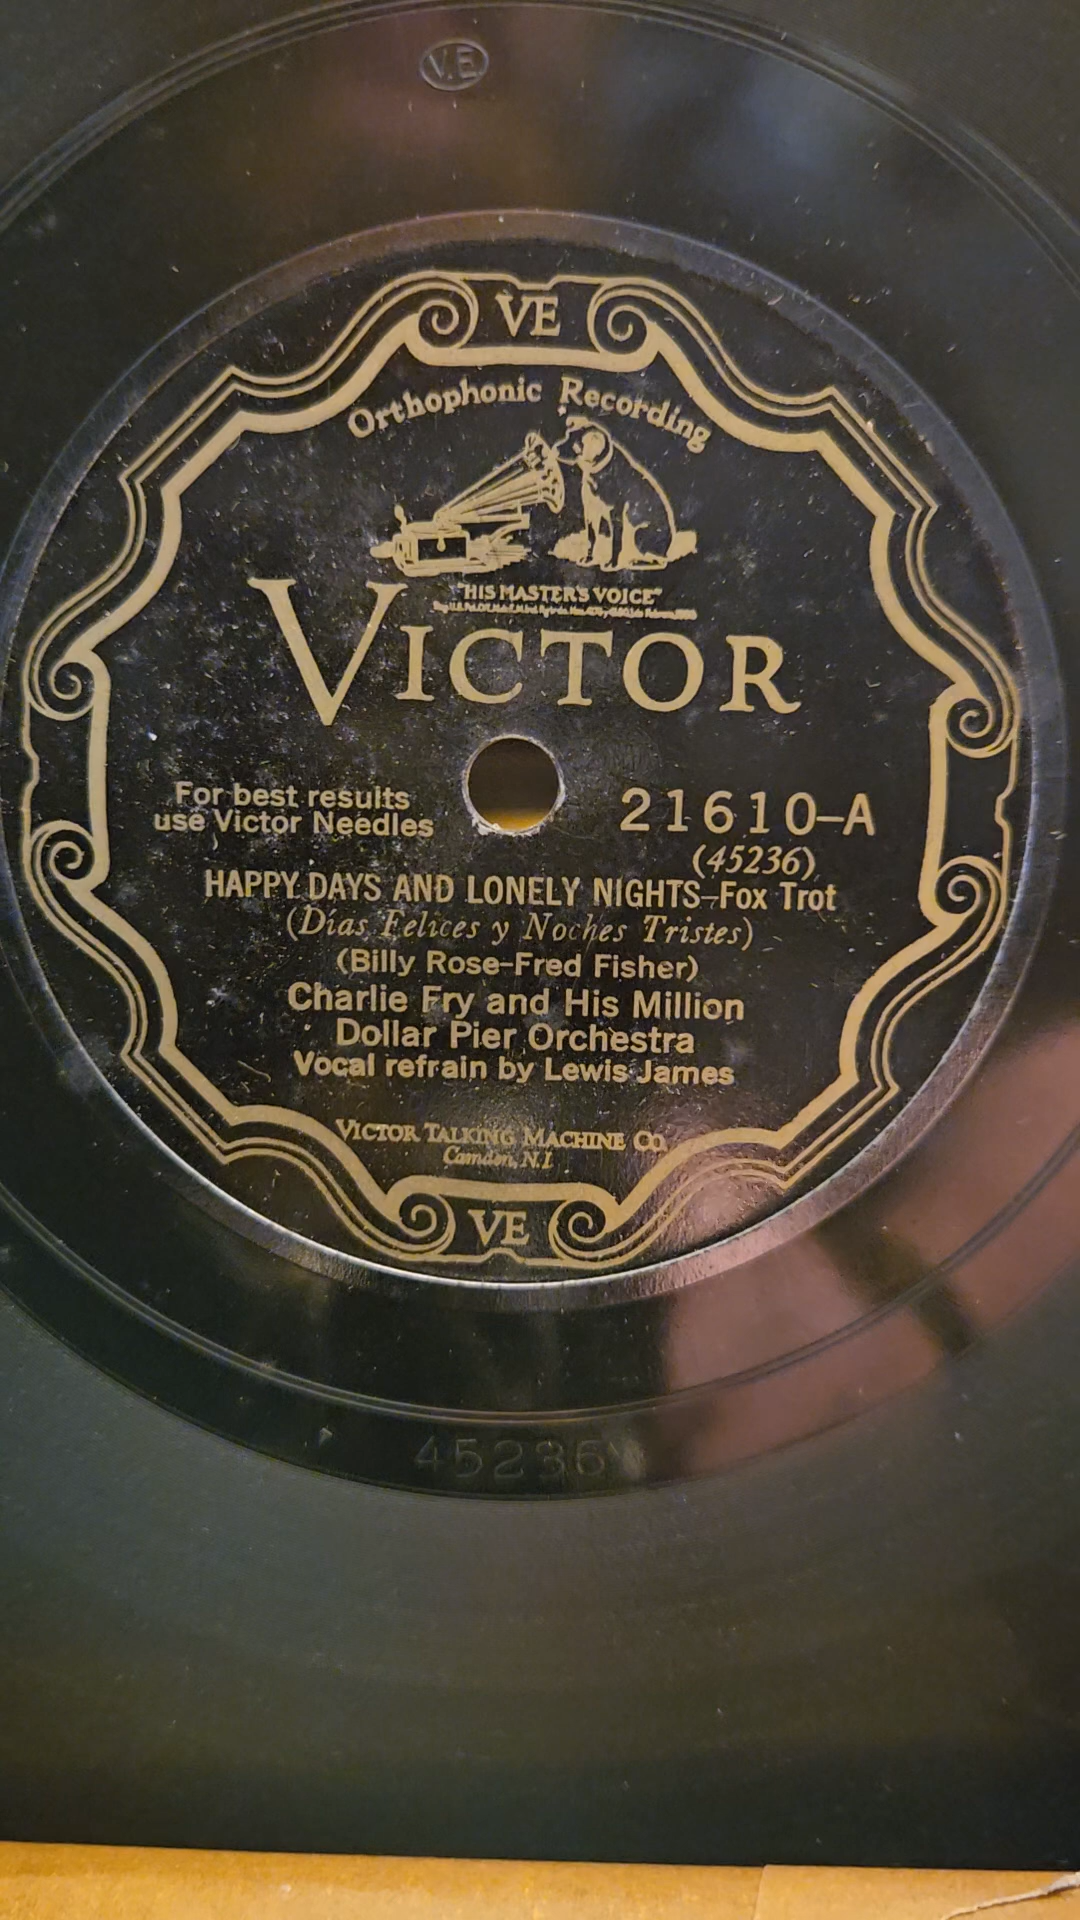 V.E.
VE
Orthophonic Recording
"HIS MASTER'S VOICE"
VICTOR
For best results
use Victor Needles
21610-A
(45236)
HAPPY DAYS AND LONELY NIGHTS-Fox Trot
(Días Felices y Noches Tristes)
(Billy Rose-Fred Fisher)
Charlie Fry and His Million
Dollar Pier Orchestra
Vocal refrain by Lewis James
VICTOR TALKING MACHINE CO.
Camden, N.J.
VE
45236